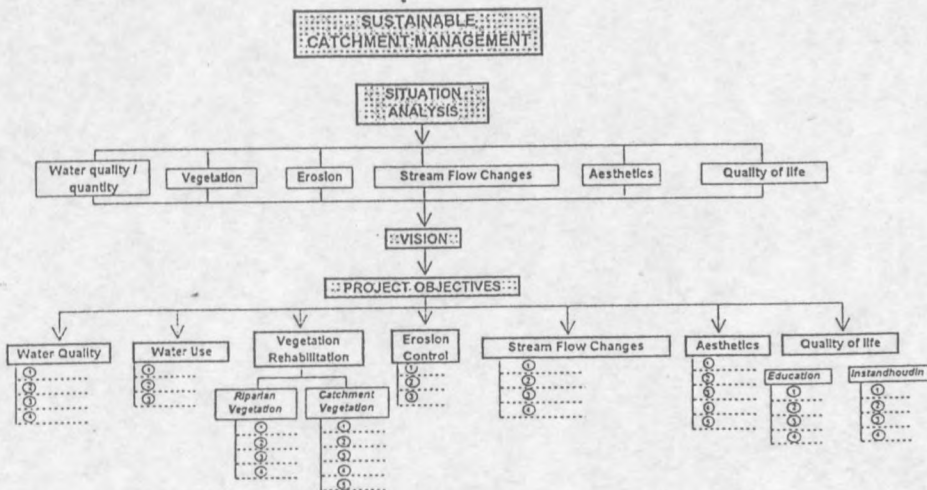 SUSTAINABLE
CATCHMENT MANAGEMENT
SITUATION
ANALYSIS
Water quality /
quantity
Vegetation
Erosion
Stream Flow Changes
Aesthetics
Quality of life
VISION
PROJECT OBJECTIVES
Water Quality
Water Use
Vegetation
Rehabilitation
Erosion
Control
Stream Flow Changes
Aesthetics
Quality of life
Riparian
Vegetation
Catchment
Vegetation
Education
Instandhoudin